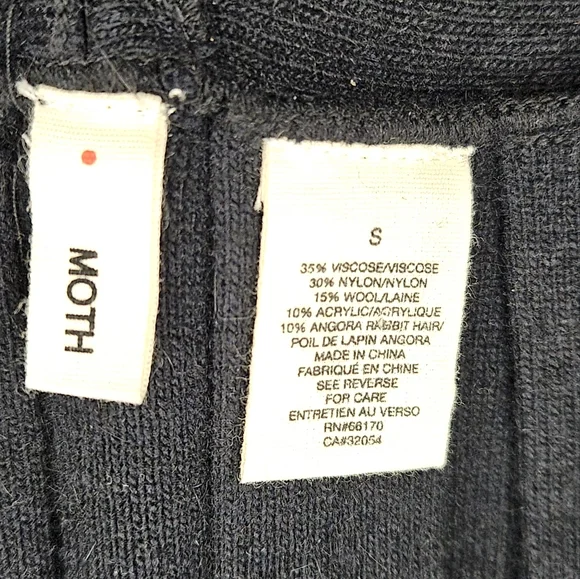 MOTH
S
35% VISCOSE/VISCOSE
30% NYLON/NYLON
15% WOOL/LAINE
10% ACRYLIC/ACRYLIQUE
10% ANGORA RABBIT HAIR/
POIL DE LAPIN ANGORA
MADE IN CHINA
FABRIQUÉ EN CHINE
SEE REVERSE
FOR CARE
ENTRETIEN AU VERSO
RN#66170
CA#32054